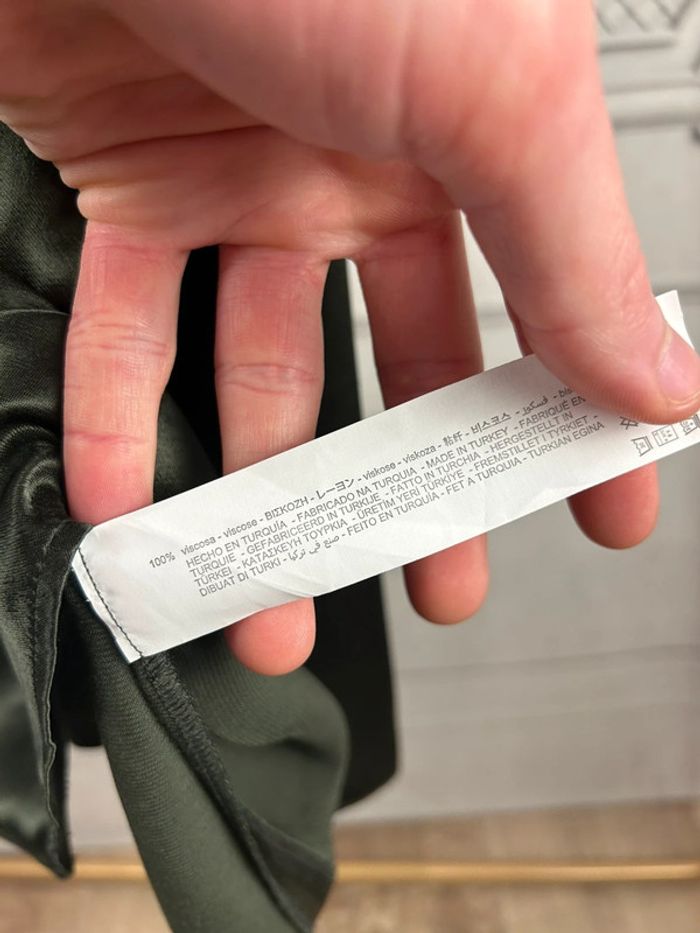 100% viscosa - viscose - ΒΙΣΚΟΖΗ - レーヨン - viskose - viscose - viskoza - 黏纤 - 비스코스 - فسكوز
HECHO EN TURQUÍA - FABRICADO NA TURQUIA - MADE IN TURKEY - FABRIQUÉ EN
TURQUIE - GEFABRICEERD IN TURKIJE - FATTO IN TURCHIA - HERGESTELLT IN
TÜRKEI - ΚΑΤΑΣΚΕΥΗ ΤΟΥΡΚΙΑ - ÜRETİM YERİ TÜRKİYE - FREMSTILLET I TYRKIET -
DIBUAT DI TURKI - صنع في تركيا - FEITO EN TURQUÍA - FET A TURQUIA - TURKIAN EGINA